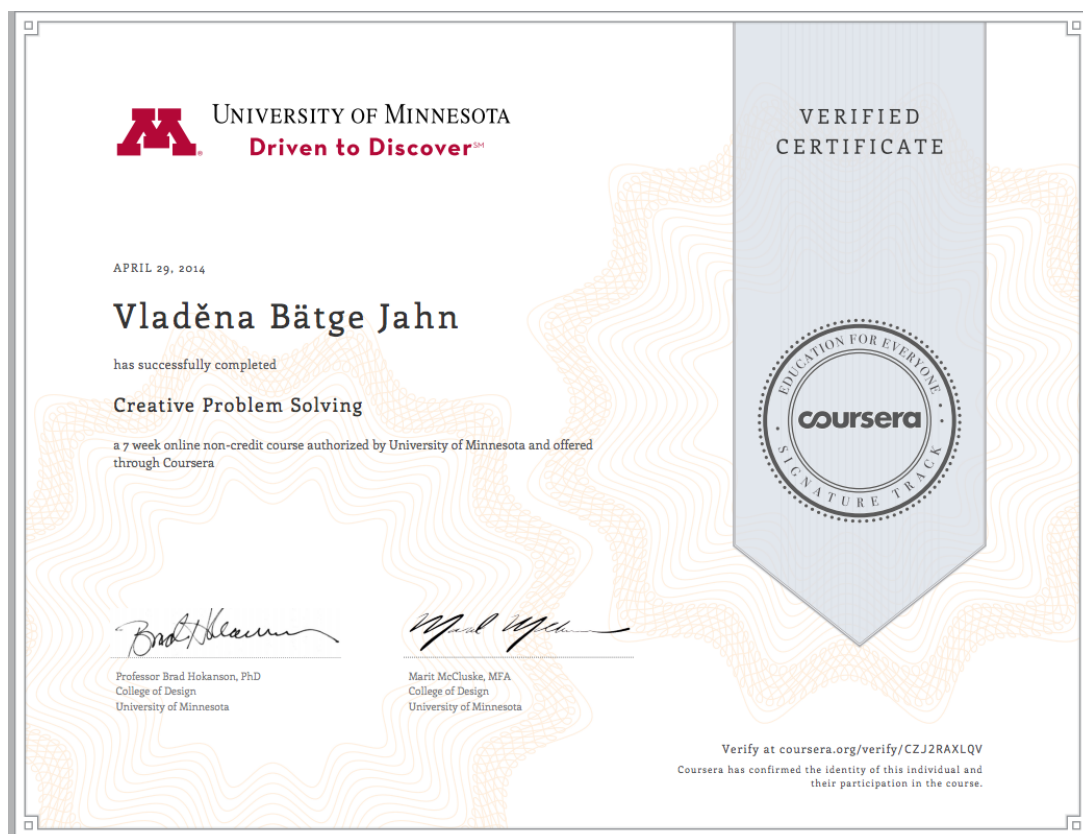 UNIVERSITY OF MINNESOTA
Driven to Discover℠
VERIFIED
CERTIFICATE
APRIL 29, 2014
Vladěna Bätge Jahn
has successfully completed
Creative Problem Solving
a 7 week online non-credit course authorized by University of Minnesota and offered
through Coursera
EDUCATION FOR EVERYONE
coursera
SIGNATURE TRACK
Professor Brad Hokanson, PhD
College of Design
University of Minnesota
Marit McCluske, MFA
College of Design
University of Minnesota
Verify at coursera.org/verify/CZJ2RAXLQV
Coursera has confirmed the identity of this individual and
their participation in the course.